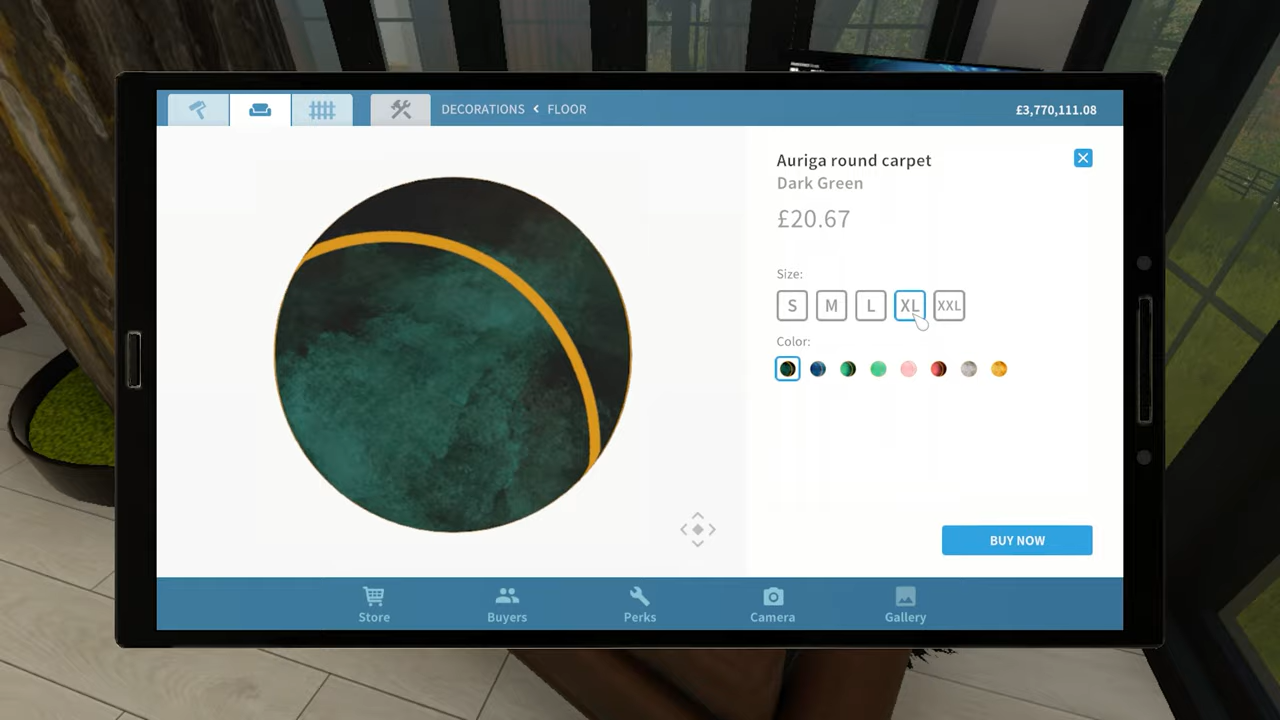 DECORATIONS < FLOOR
£3,770,111.08
Auriga round carpet
Dark Green
£20.67
Size:
S M L XL XXL
Color:
BUY NOW
Store Buyers Perks Camera Gallery